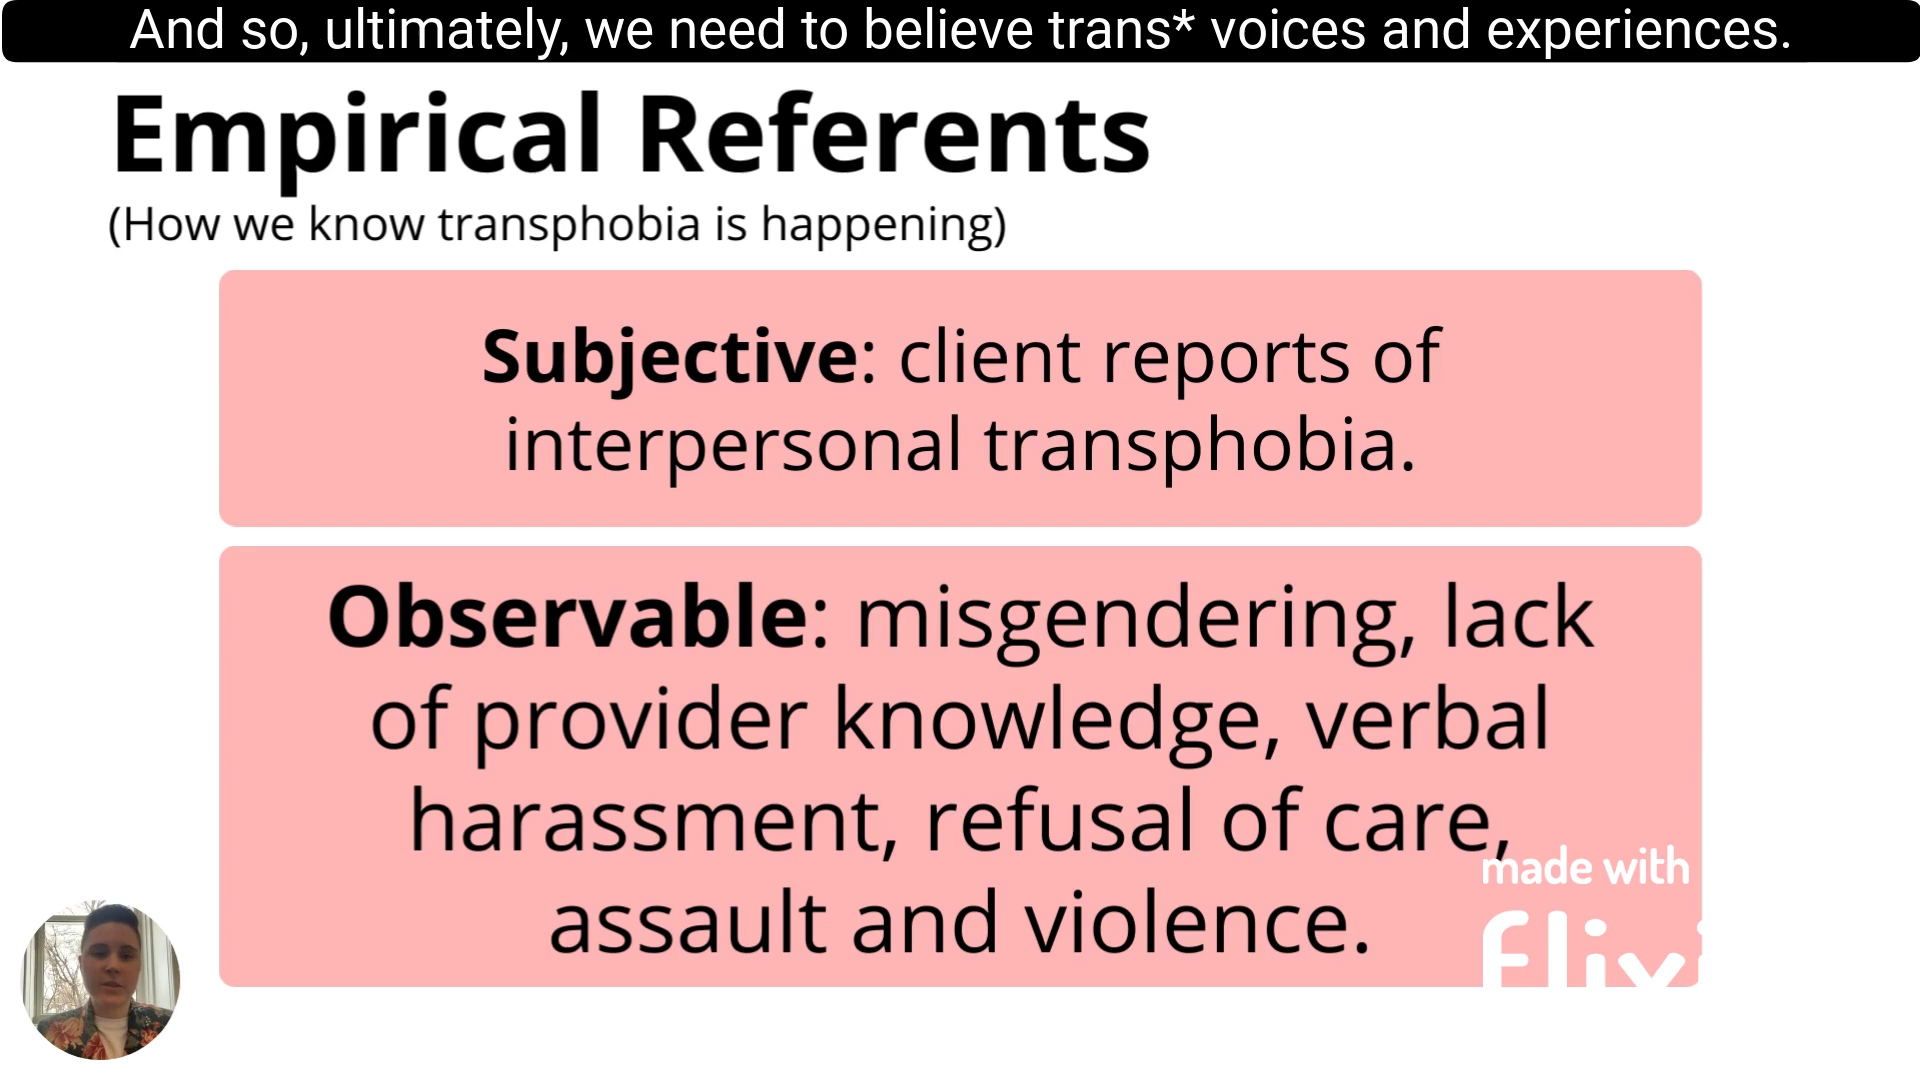 And so, ultimately, we need to believe trans* voices and experiences.
Empirical Referents
(How we know transphobia is happening)
Subjective: client reports of
interpersonal transphobia.
Observable: misgendering, lack
of provider knowledge, verbal
harassment, refusal of care,
assault and violence.
made with